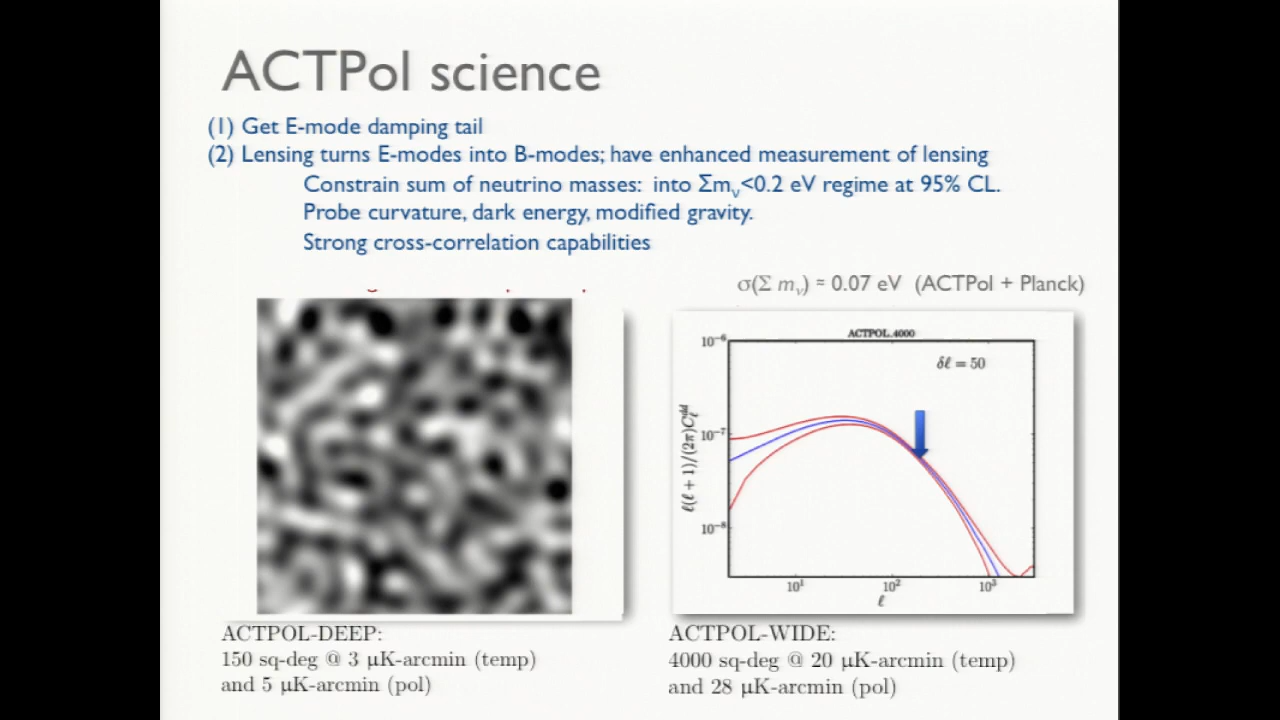 ACTPol science
(1) Get E-mode damping tail
(2) Lensing turns E-modes into B-modes; have enhanced measurement of lensing
Constrain sum of neutrino masses: into Σmν<0.2 eV regime at 95% CL.
Probe curvature, dark energy, modified gravity.
Strong cross-correlation capabilities
σ(Σ mν) ≈ 0.07 eV (ACTPol + Planck)
ACTPOL.4000
δℓ = 50
ℓ(ℓ + 1)/(2π)Cℓ^dd
10⁻⁶
10⁻⁷
10⁻⁸
10¹ 10² 10³
ℓ
ACTPOL-DEEP:
150 sq-deg @ 3 μK-arcmin (temp)
and 5 μK-arcmin (pol)
ACTPOL-WIDE:
4000 sq-deg @ 20 μK-arcmin (temp)
and 28 μK-arcmin (pol)